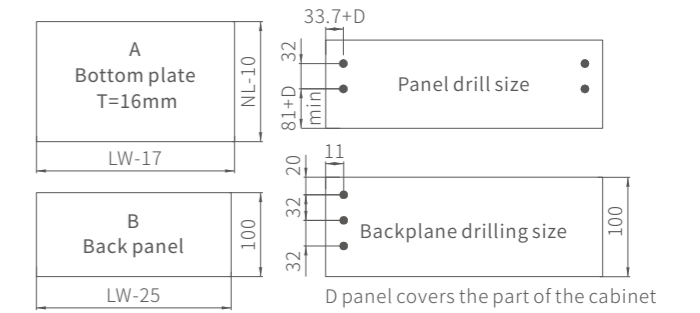 A
Bottom plate
T=16mm
NL-10
LW-17
33.7+D
32
81+D
min
Panel drill size
B
Back panel
100
LW-25
11
20
32
32
Backplane drilling size
100
D panel covers the part of the cabinet